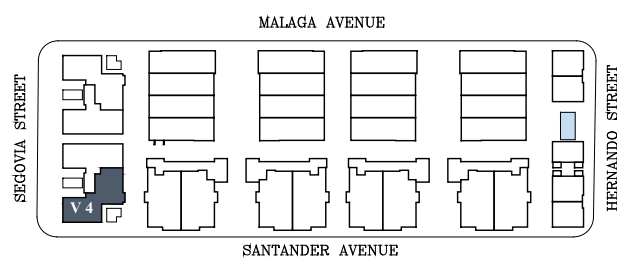 MALAGA AVENUE
SEGOVIA STREET
HERNANDO STREET
V 4
SANTANDER AVENUE